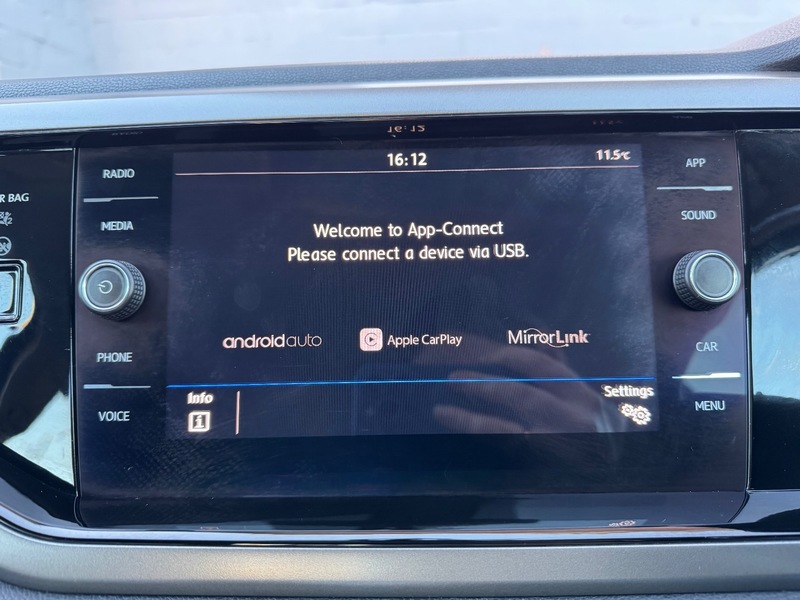 16:12
11.5°C
RADIO
MEDIA
PHONE
VOICE
Welcome to App-Connect
Please connect a device via USB.
androidauto
Apple CarPlay
MirrorLink
Info
i
Settings
APP
SOUND
CAR
MENU
R BAG